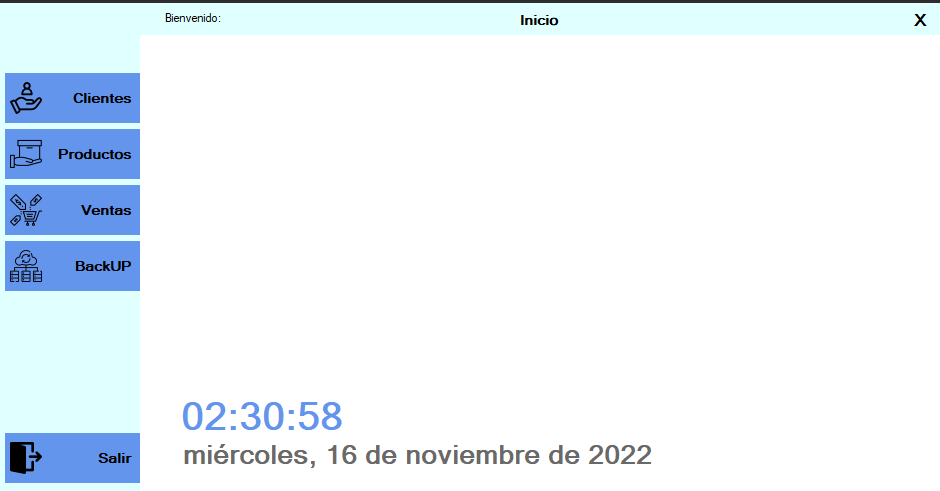 Bienvenido:
Inicio
X
Clientes
Productos
Ventas
BackUP
02:30:58
miércoles, 16 de noviembre de 2022
Salir